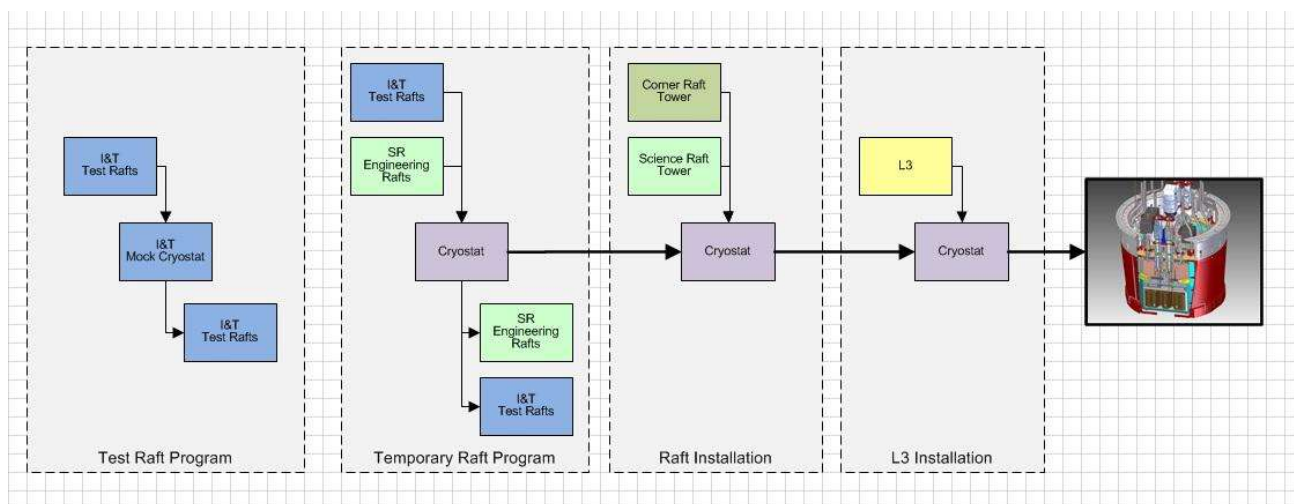 I&T
Test Rafts
I&T
Mock Cryostat
I&T
Test Rafts
Test Raft Program
I&T
Test Rafts
SR
Engineering
Rafts
Cryostat
SR
Engineering
Rafts
I&T
Test Rafts
Temporary Raft Program
Corner Raft
Tower
Science Raft
Tower
Cryostat
Raft Installation
L3
Cryostat
L3 Installation